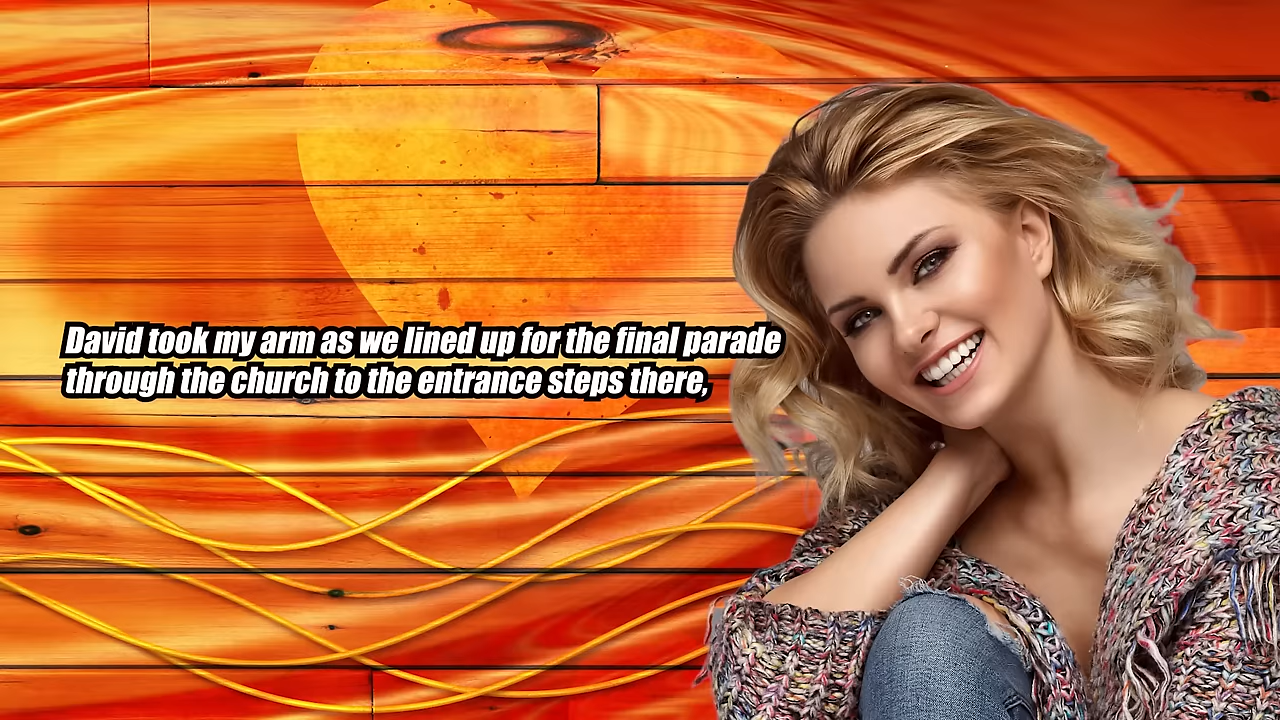 David took my arm as we lined up for the final parade
through the church to the entrance steps there,